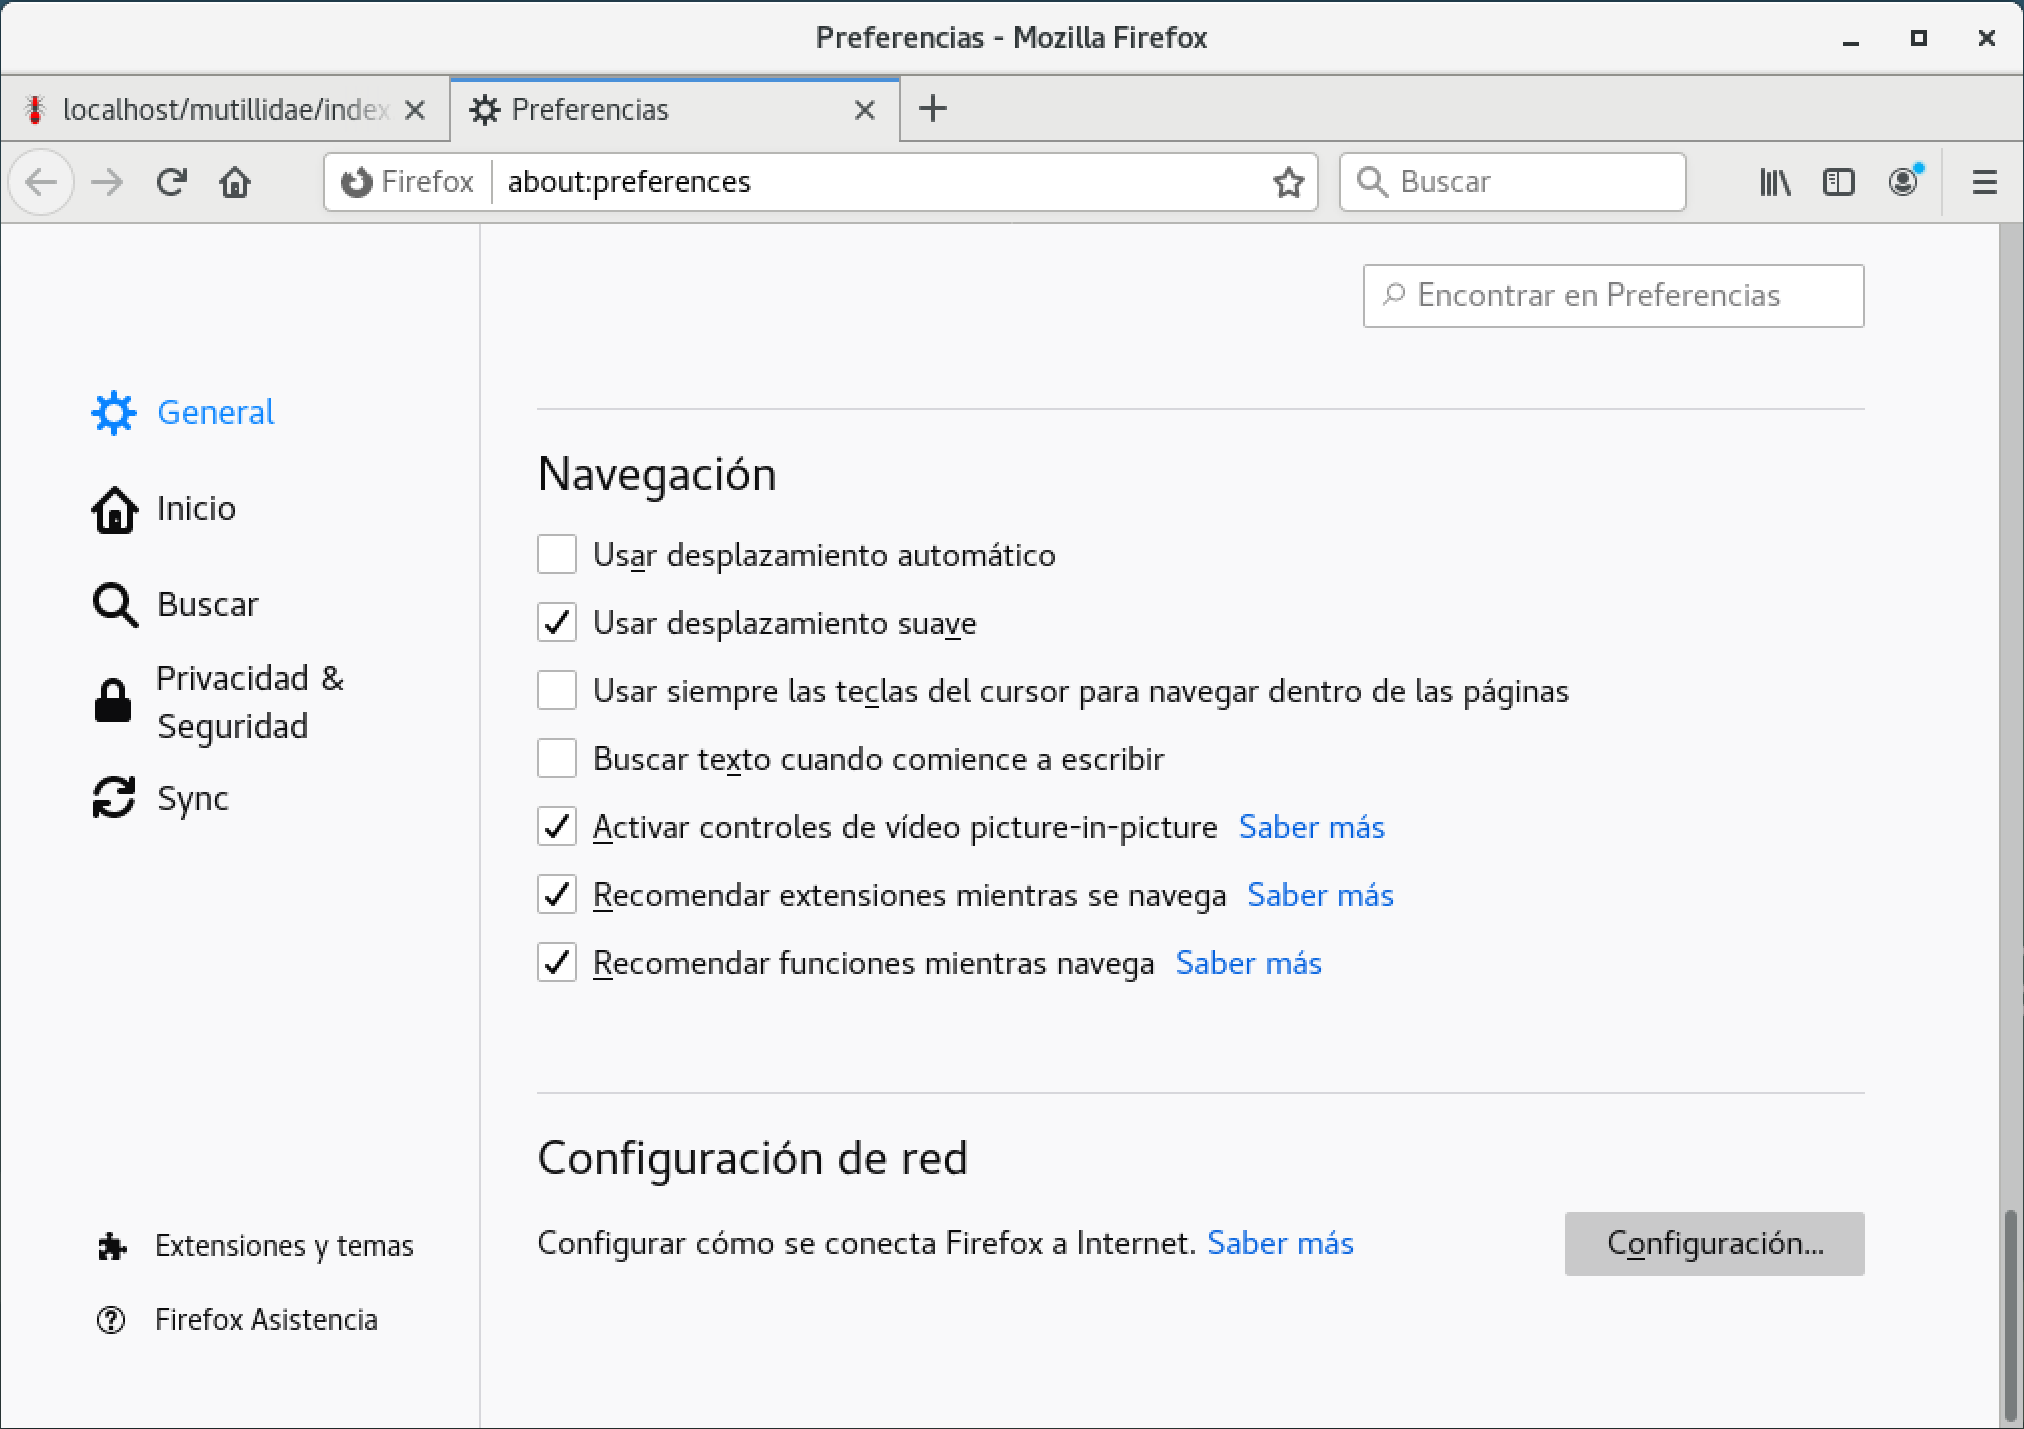 Preferencias - Mozilla Firefox
localhost/mutillidae/index
Preferencias
Firefox
about:preferences
Buscar
Encontrar en Preferencias
General
Inicio
Buscar
Privacidad &
Seguridad
Sync
Extensiones y temas
Firefox Asistencia
Navegación
Usar desplazamiento automático
Usar desplazamiento suave
Usar siempre las teclas del cursor para navegar dentro de las páginas
Buscar texto cuando comience a escribir
Activar controles de vídeo picture-in-picture Saber más
Recomendar extensiones mientras se navega Saber más
Recomendar funciones mientras navega Saber más
Configuración de red
Configurar cómo se conecta Firefox a Internet. Saber más
Configuración...